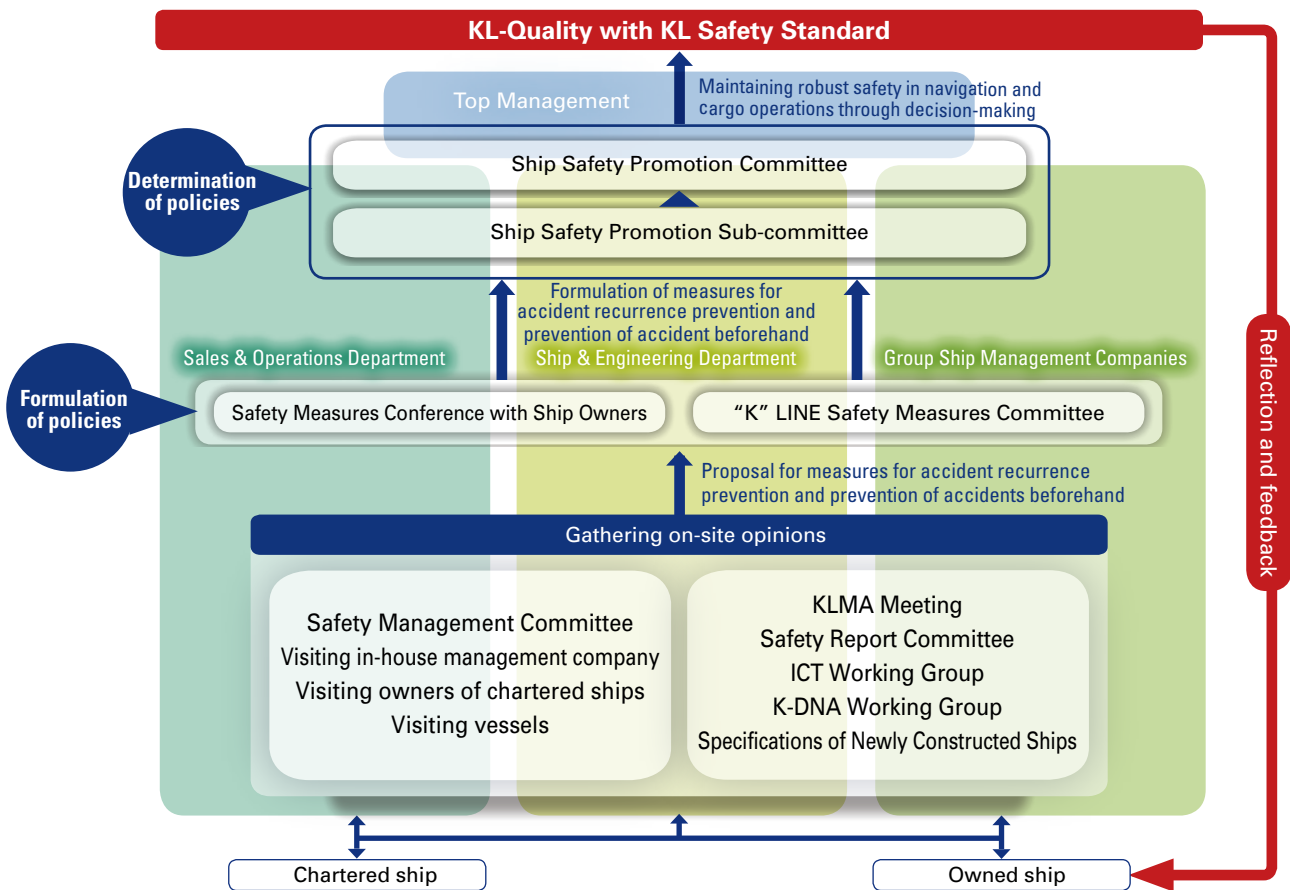 KL-Quality with KL Safety Standard
Top Management
Maintaining robust safety in navigation and
cargo operations through decision-making
Determination
of policies
Ship Safety Promotion Committee
Ship Safety Promotion Sub-committee
Formulation of measures for
accident recurrence prevention and
prevention of accident beforehand
Sales & Operations Department
Ship & Engineering Department
Group Ship Management Companies
Formulation
of policies
Safety Measures Conference with Ship Owners
“K” LINE Safety Measures Committee
Proposal for measures for accident recurrence
prevention and prevention of accidents beforehand
Gathering on-site opinions
Safety Management Committee
Visiting in-house management company
Visiting owners of chartered ships
Visiting vessels
KLMA Meeting
Safety Report Committee
ICT Working Group
K-DNA Working Group
Specifications of Newly Constructed Ships
Chartered ship
Owned ship
Reflection and feedback